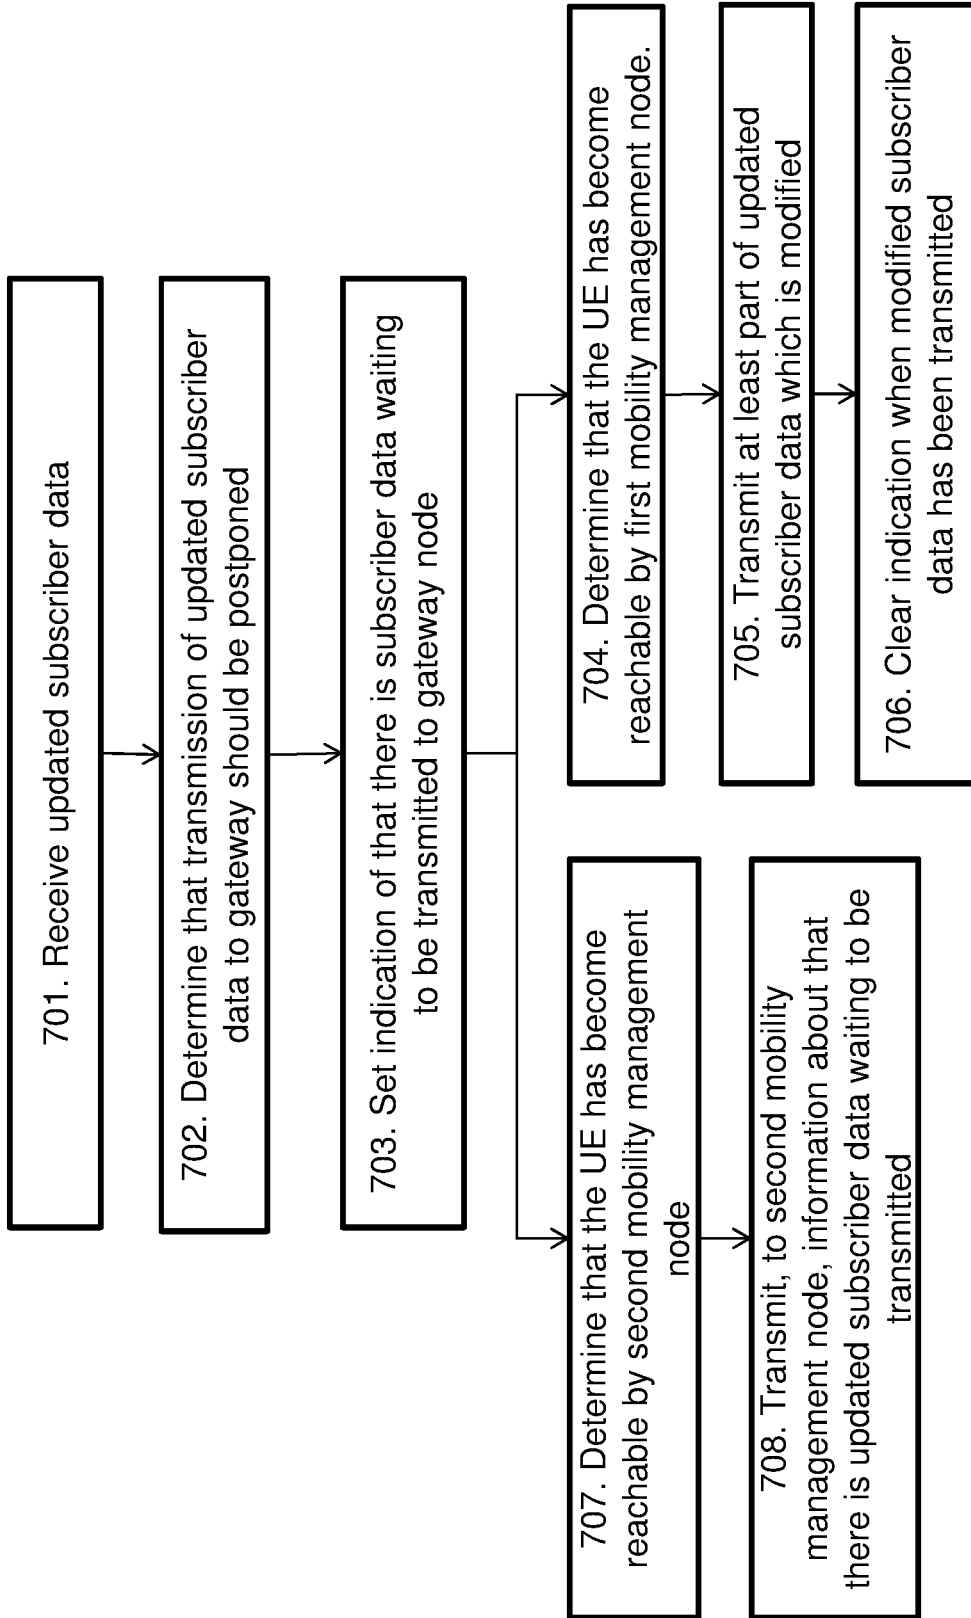 701. Receive updated subscriber data
702. Determine that transmission of updated subscriber
data to gateway should be postponed
703. Set indication of that there is subscriber data waiting
to be transmitted to gateway node
704. Determine that the UE has become
reachable by first mobility management node.
705. Transmit at least part of updated
subscriber data which is modified
706. Clear indication when modified subscriber
data has been transmitted
707. Determine that the UE has become
reachable by second mobility management
node
708. Transmit, to second mobility
management node, information about that
there is updated subscriber data waiting to be
transmitted